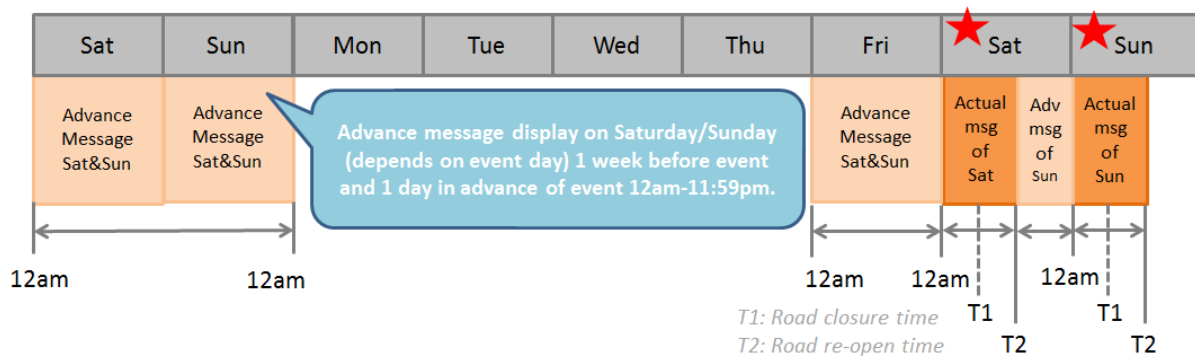 Sat
Sun
Mon
Tue
Wed
Thu
Fri
Sat
Sun
Advance
Message
Sat&Sun
Advance
Message
Sat&Sun
Advance message display on Saturday/Sunday
(depends on event day) 1 week before event
and 1 day in advance of event 12am-11:59pm.
Advance
Message
Sat&Sun
Actual
msg
of
Sat
Adv
msg
of
Sun
Actual
msg
of
Sun
12am
12am
12am
12am
12am
T1
T1
T2
T2
T1: Road closure time
T2: Road re-open time